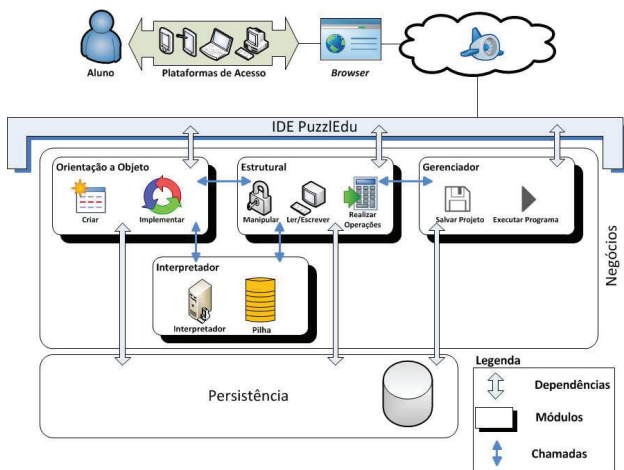 Aluno
Plataformas de Acesso
Browser
IDE PuzzlEdu
Orientação a Objeto
Criar
Implementar
Estrutural
Manipular
Ler/Escrever
Realizar
Operações
Gerenciador
Salvar Projeto
Executar Programa
Negócios
Interpretador
Interpretador
Pilha
Persistência
Legenda
Dependências
Módulos
Chamadas